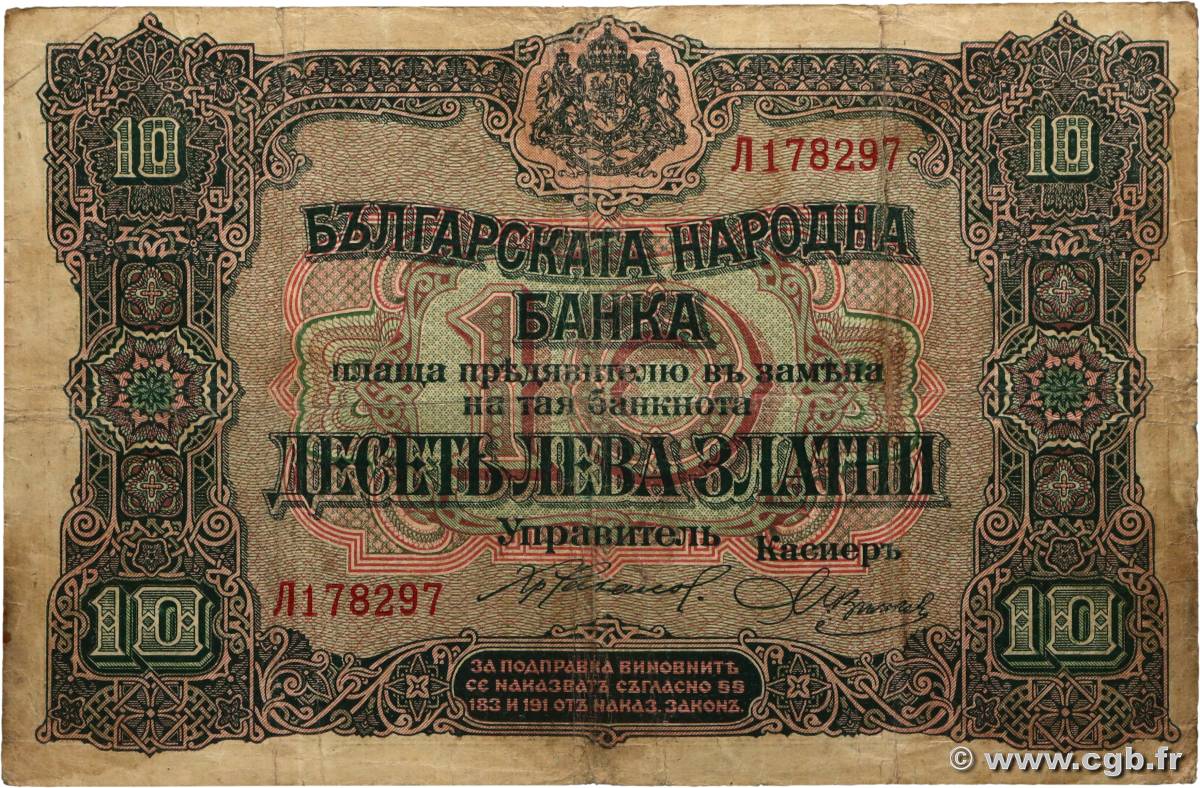 10
10
Л178297
БЪЛГАРСКАТА НАРОДНА
БАНКА
10
плаща прѣдявителю въ замѣна
на тая банкнота
ДЕСЕТЬ ЛЕВА ЗЛАТНИ
Управитель Касиеръ
Л178297
10
10
ЗА ПОДПРАВКА ВИНОВНИТѢ
СЕ НАКАЗВАТЪ СЪГЛАСНО §§
183 И 191 ОТЪ НАКАЗ. ЗАКОНЪ.
© www.cgb.fr